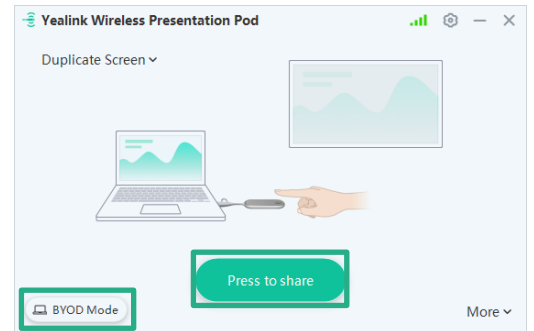 Yealink Wireless Presentation Pod
Duplicate Screen
Press to share
BYOD Mode
More